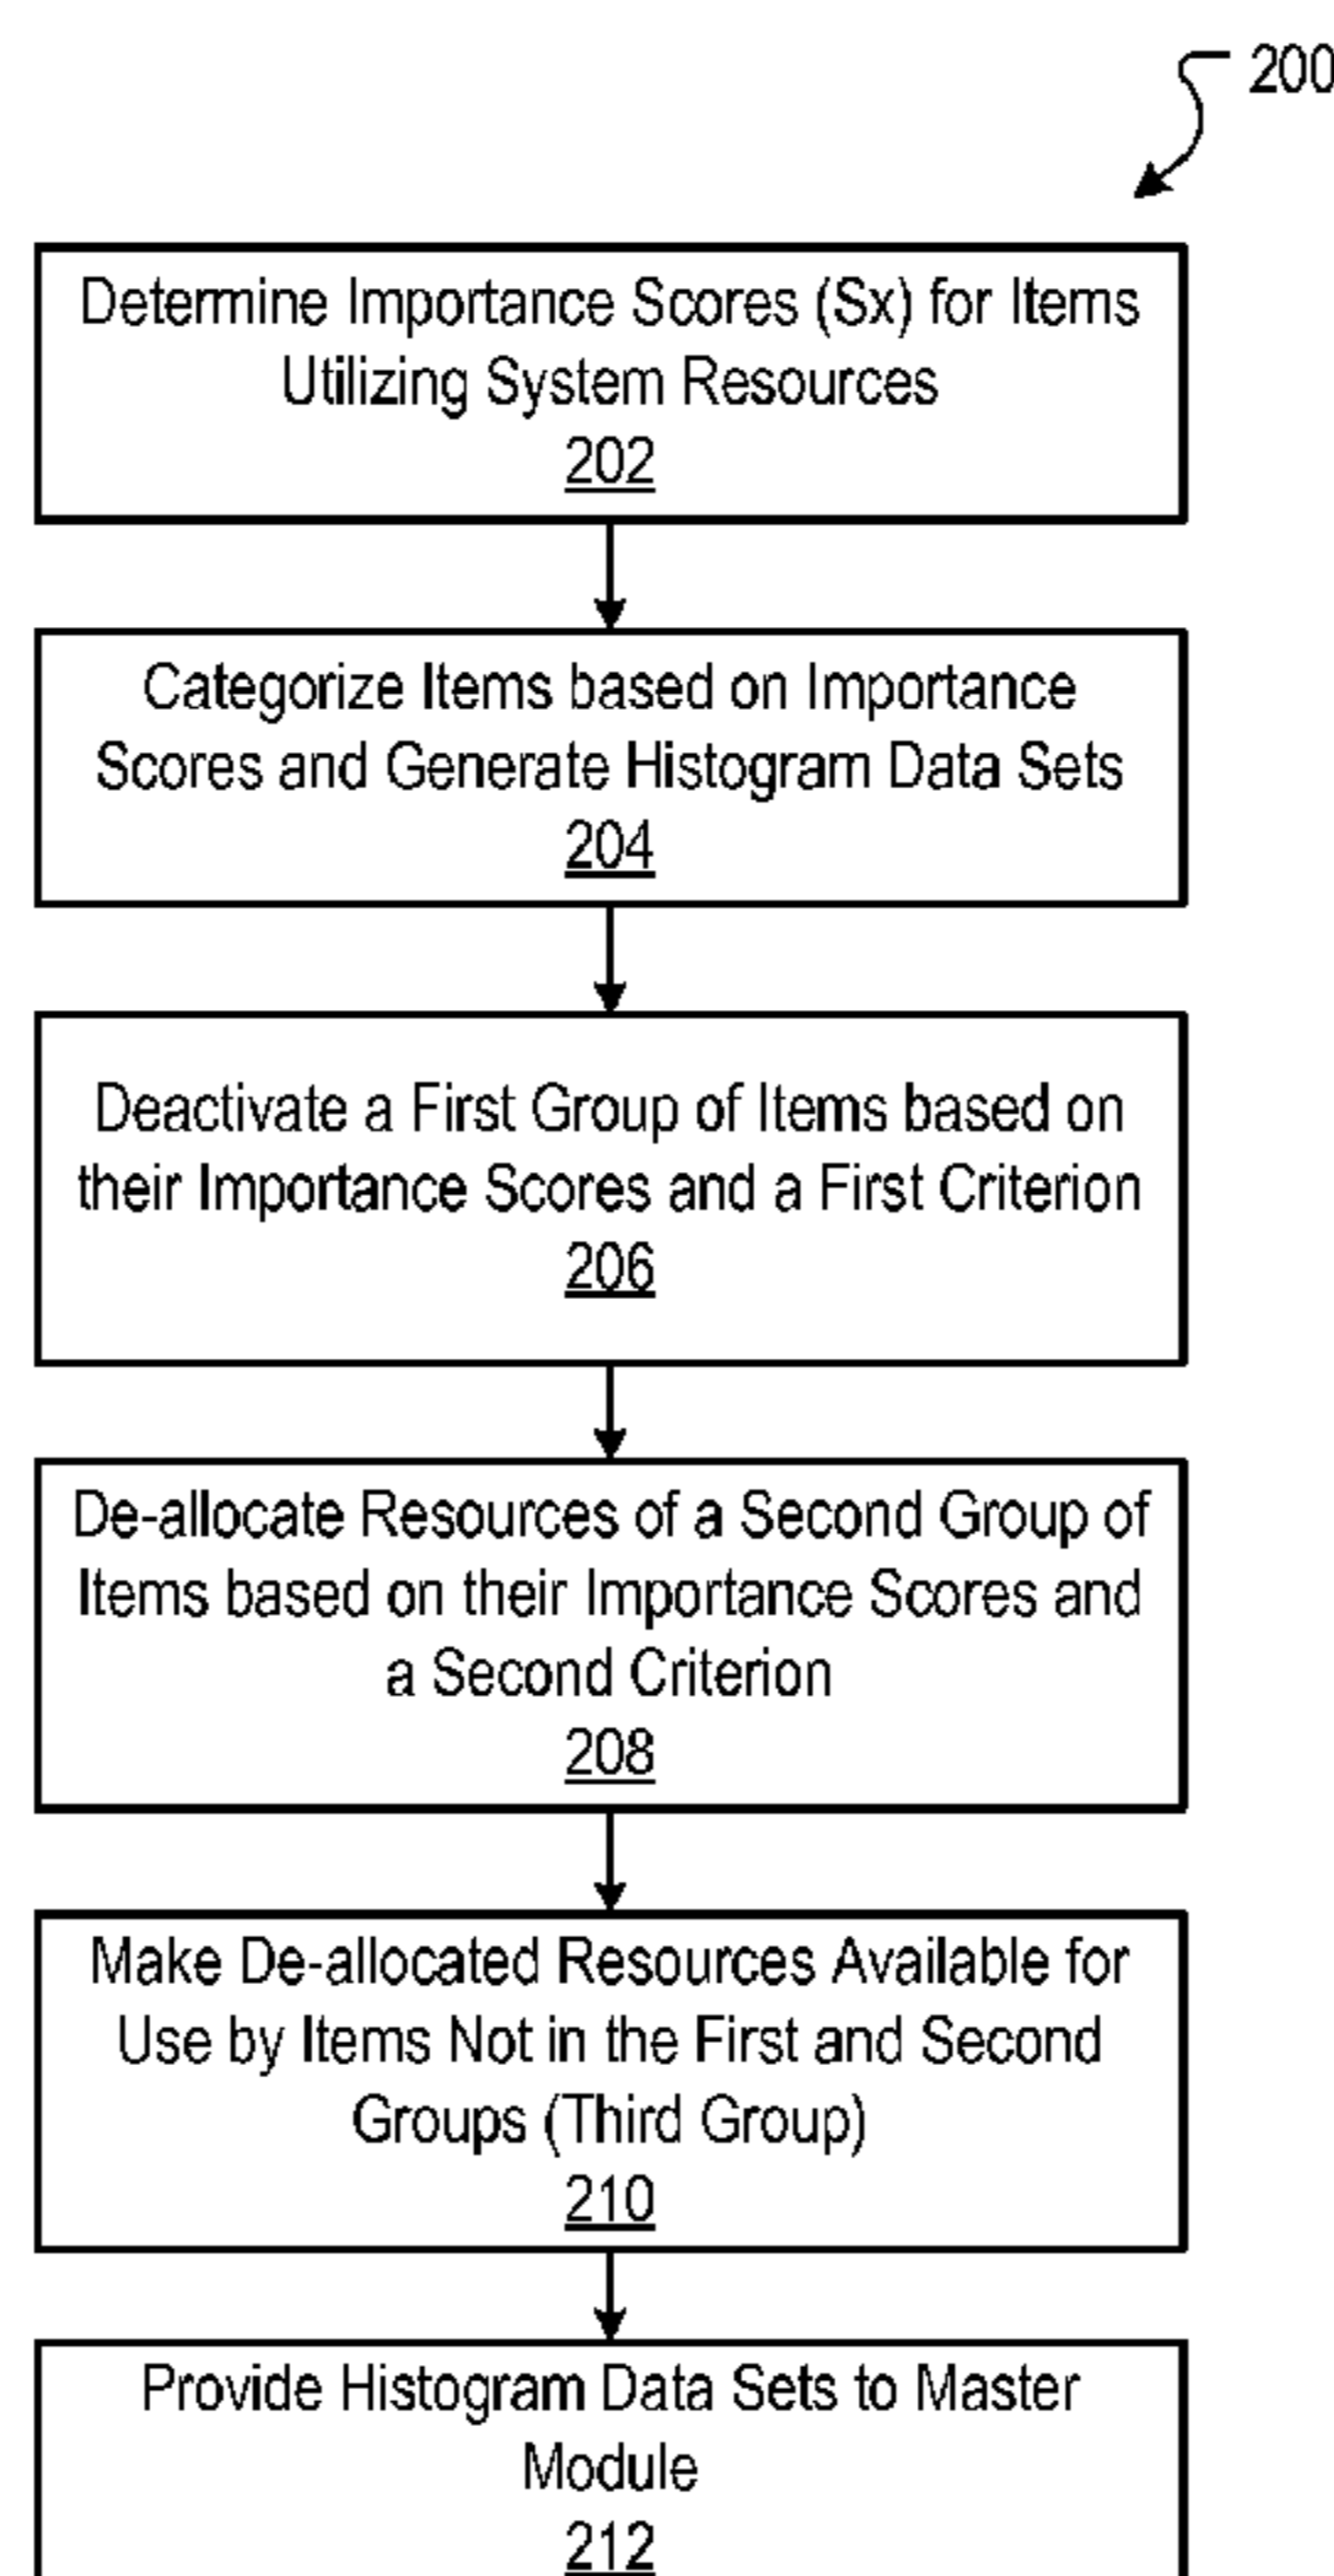 200
Determine Importance Scores (Sx) for Items
Utilizing System Resources
202
Categorize Items based on Importance
Scores and Generate Histogram Data Sets
204
Deactivate a First Group of Items based on
their Importance Scores and a First Criterion
206
De-allocate Resources of a Second Group of
Items based on their Importance Scores and
a Second Criterion
208
Make De-allocated Resources Available for
Use by Items Not in the First and Second
Groups (Third Group)
210
Provide Histogram Data Sets to Master
Module
212